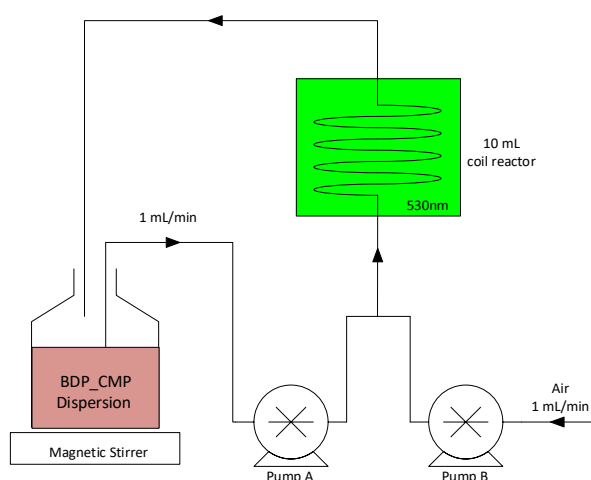 10 mL
coil reactor
530nm
1 mL/min
BDP_CMP
Dispersion
Air
1 mL/min
Magnetic Stirrer
Pump A
Pump B